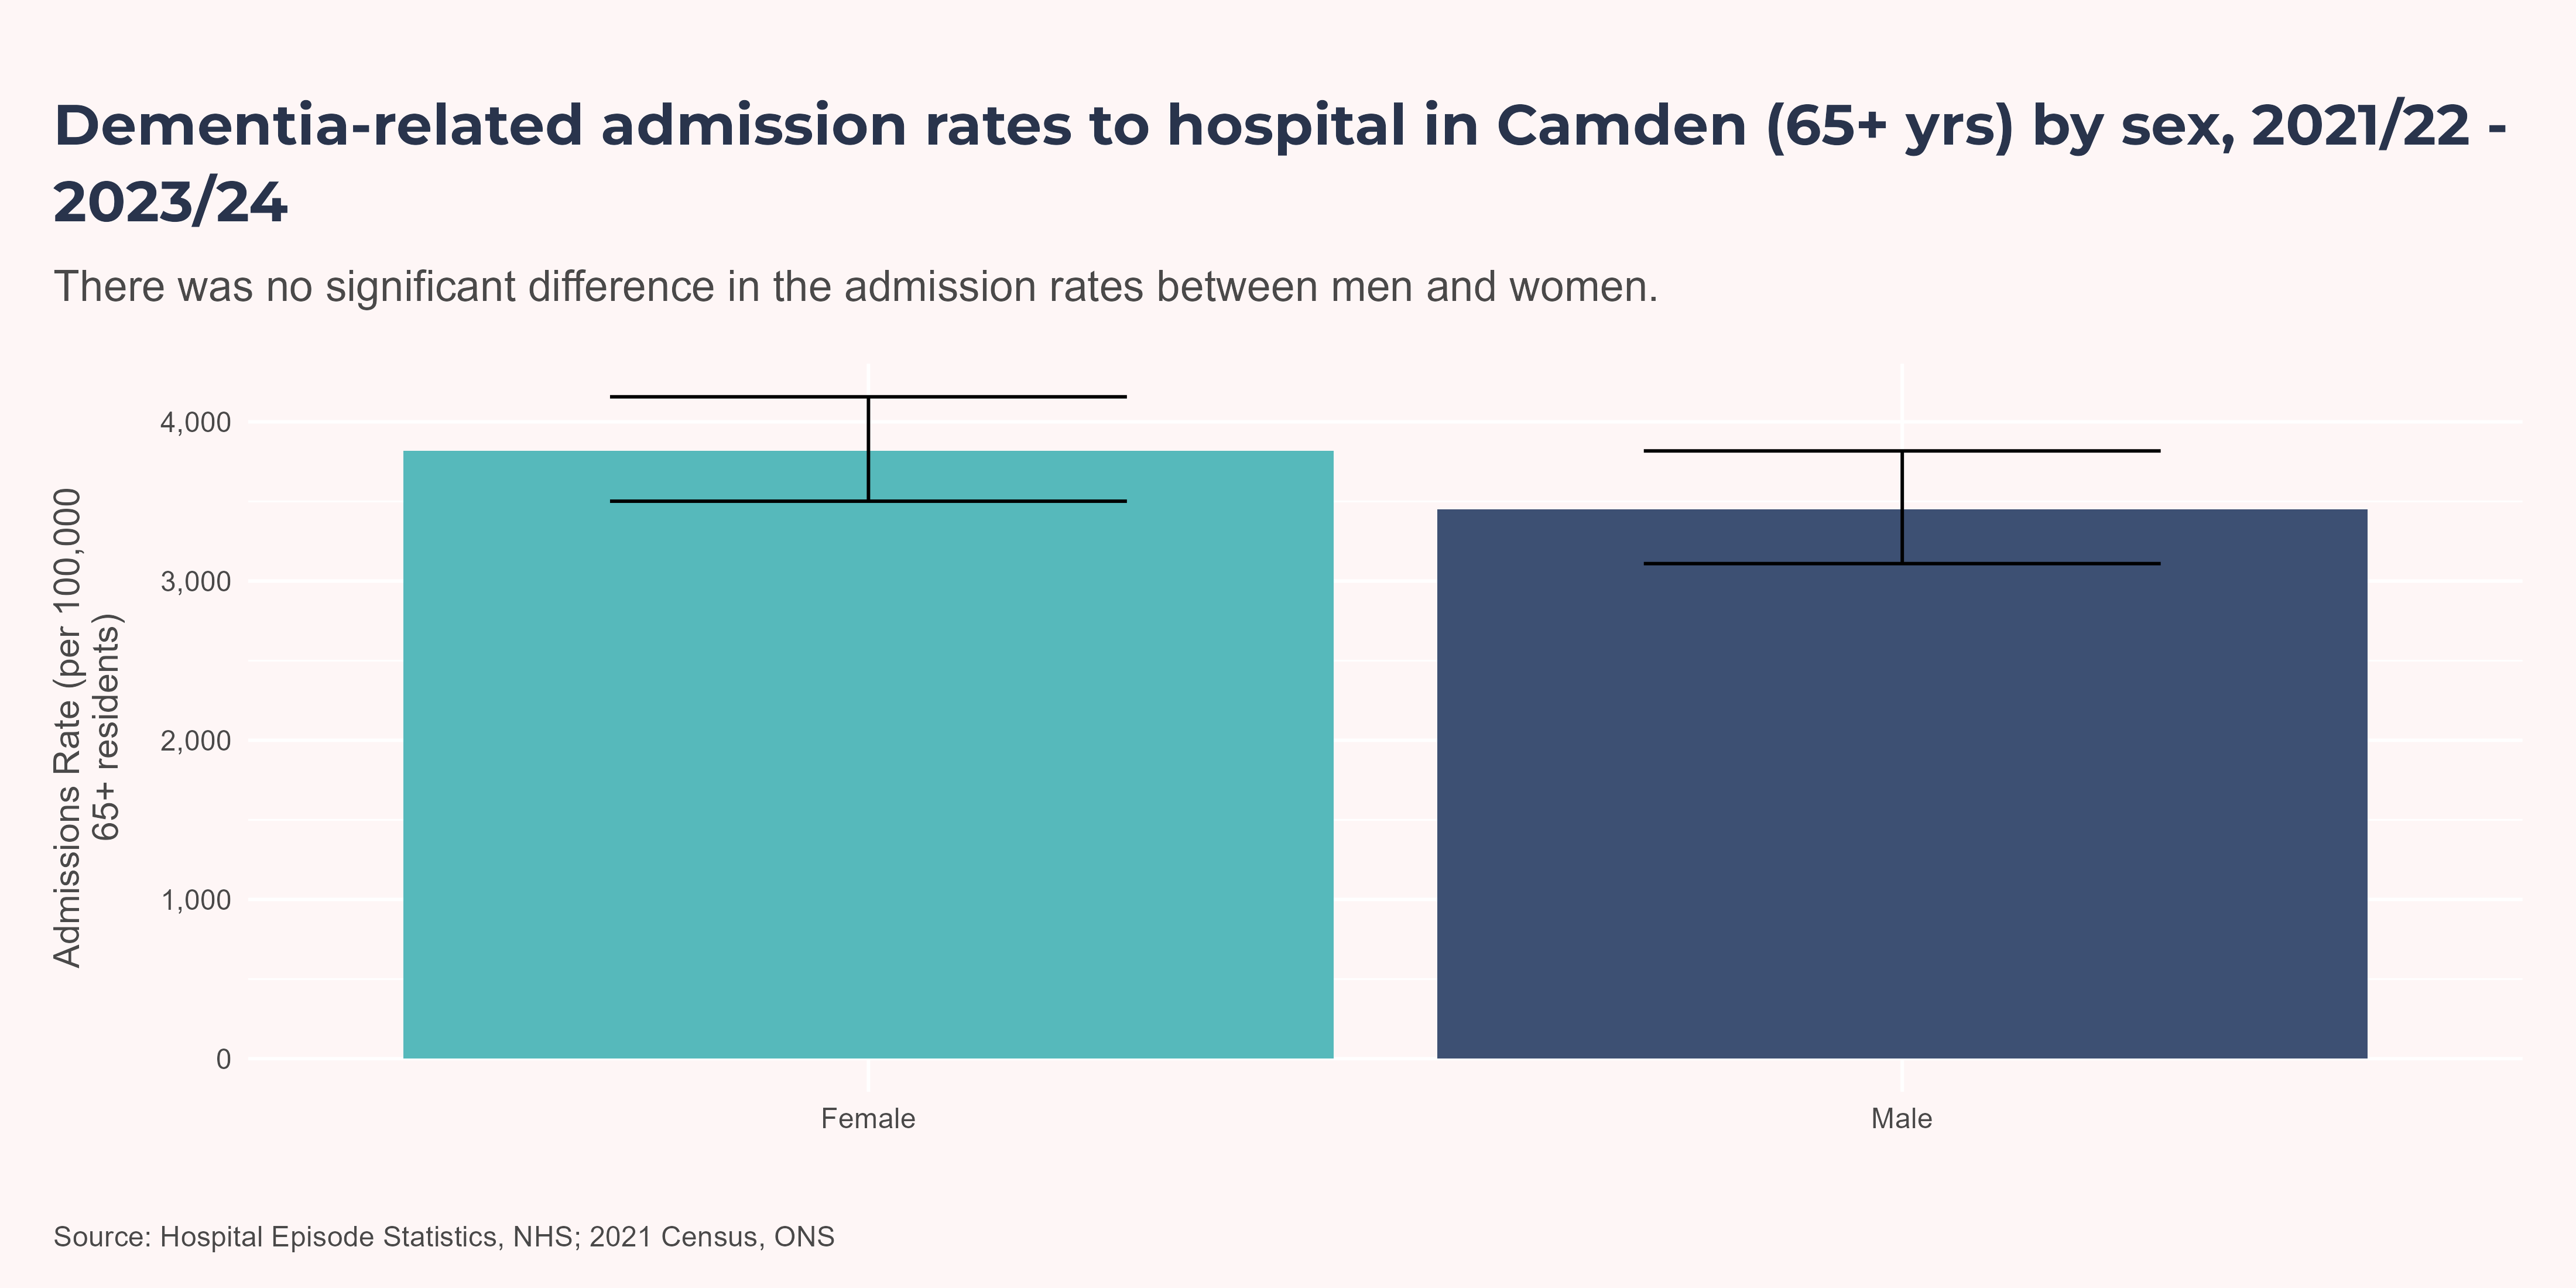 Dementia-related admission rates to hospital in Camden (65+ yrs) by sex, 2021/22 -
2023/24
There was no significant difference in the admission rates between men and women.
Admissions Rate (per 100,000
65+ residents)
4,000
3,000
2,000
1,000
0
Female
Male
Source: Hospital Episode Statistics, NHS; 2021 Census, ONS